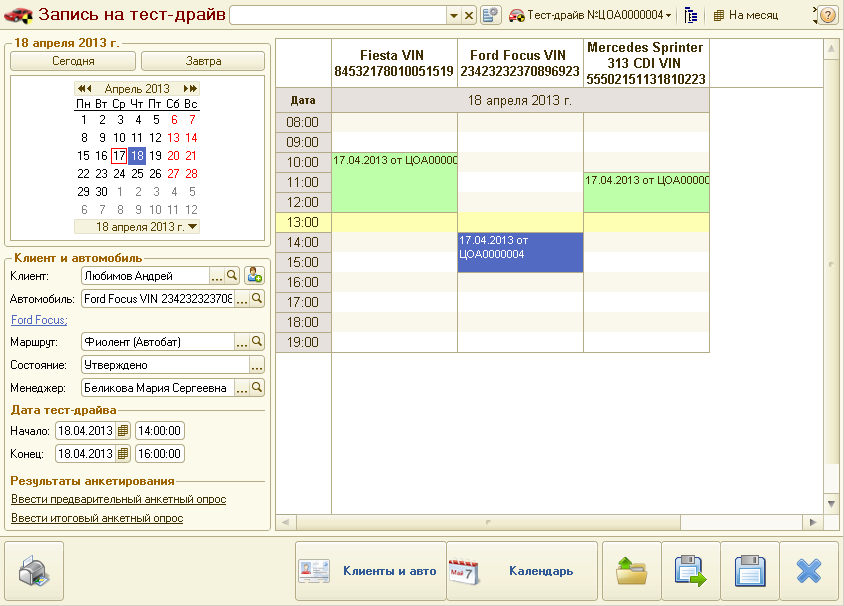 Запись на тест-драйв
Тест-драйв №ЦОА0000004
На месяц
18 апреля 2013 г.
Сегодня
Завтра
Апрель 2013
Пн Вт Ср Чт Пт Сб Вс
1 2 3 4 5 6 7
8 9 10 11 12 13 14
15 16 17 18 19 20 21
22 23 24 25 26 27 28
29 30 1 2 3 4 5
6 7 8 9 10 11 12
18 апреля 2013 г.
Клиент и автомобиль
Клиент: Любимов Андрей ...
Автомобиль: Ford Focus VIN 234232323708 ...
Ford Focus;
Маршрут: Фиолент (Автобат) ...
Состояние: Утверждено ...
Менеджер: Беликова Мария Сергеевна ...
Дата тест-драйва
Начало: 18.04.2013 14:00:00
Конец: 18.04.2013 16:00:00
Результаты анкетирования
Ввести предварительный анкетный опрос
Ввести итоговый анкетный опрос
Fiesta VIN
84532178010051519
Ford Focus VIN
23423232370896923
Mercedes Sprinter
313 CDI VIN
55502151131810223
Дата
18 апреля 2013 г.
08:00
09:00
10:00
17.04.2013 от ЦОА0000
11:00
17.04.2013 от ЦОА0000
12:00
13:00
14:00
17.04.2013 от
ЦОА0000004
15:00
16:00
17:00
18:00
19:00
Клиенты и авто
Май 7
Календарь